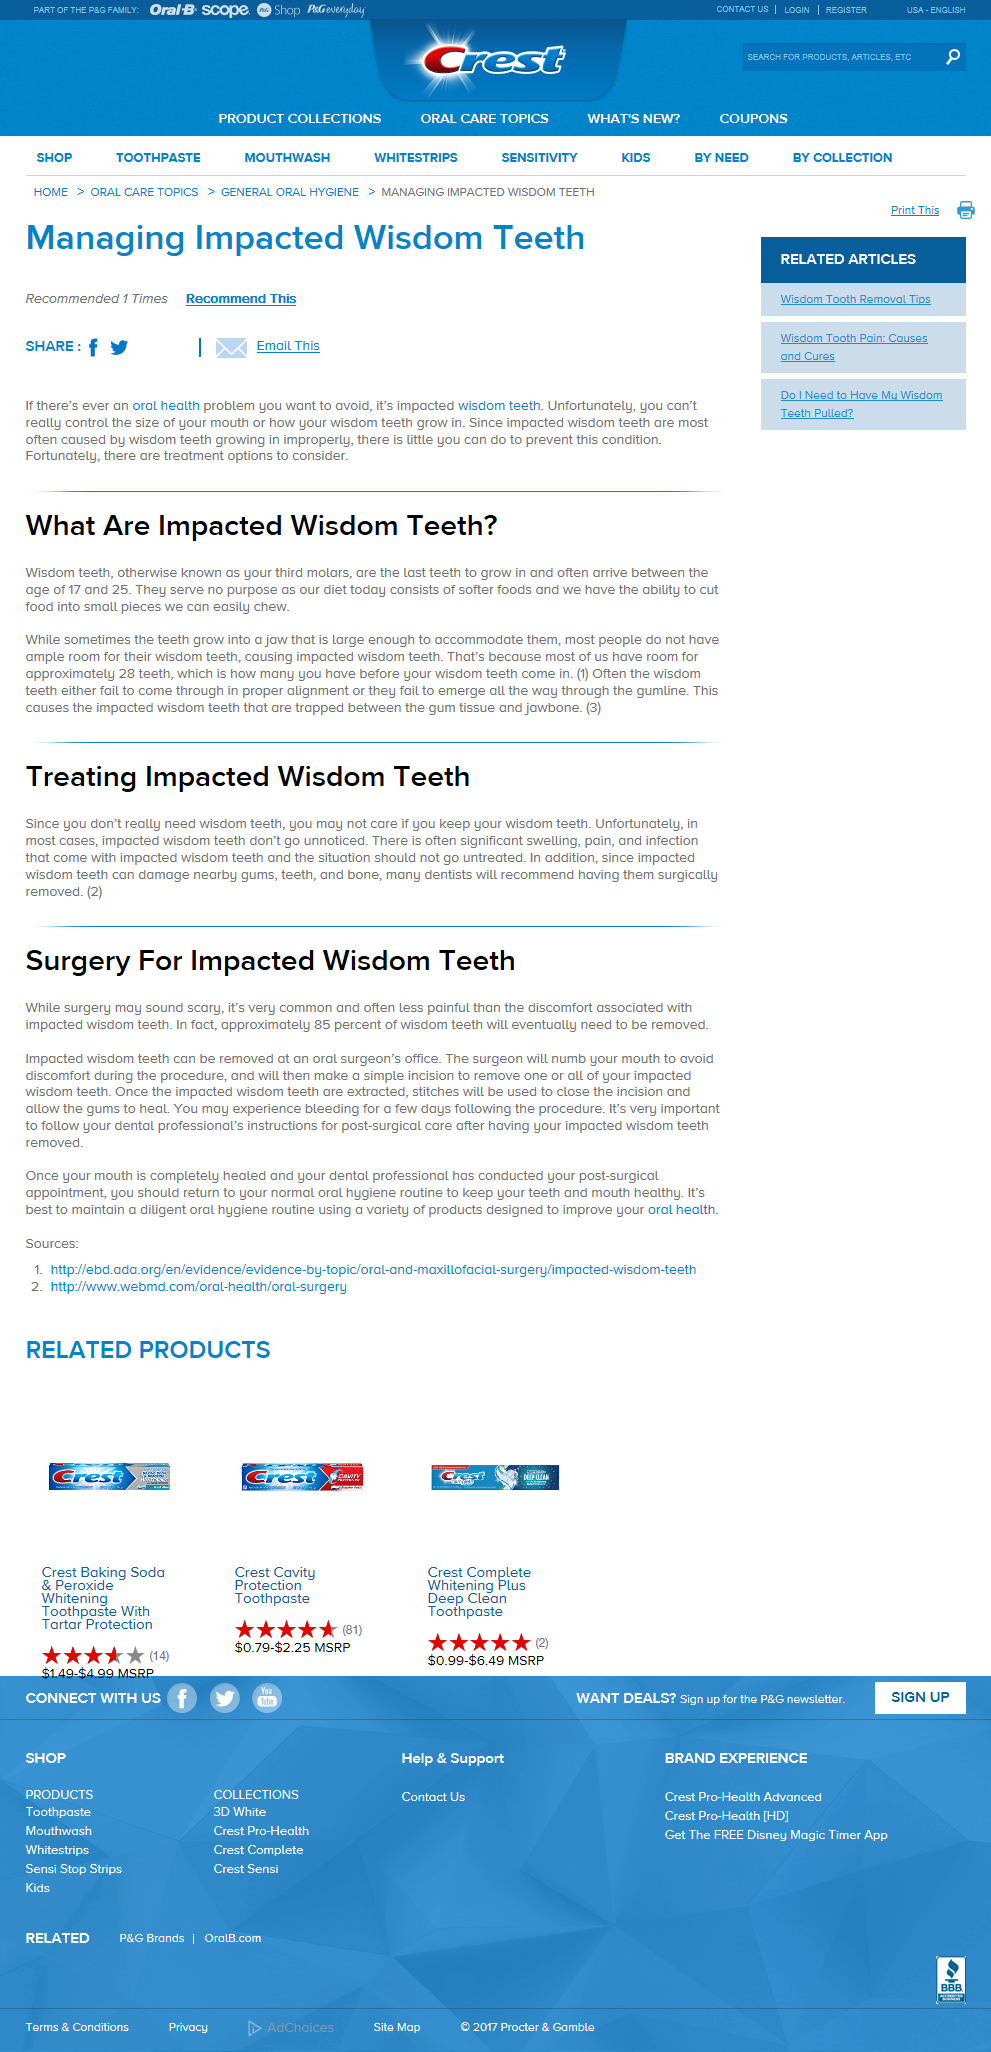 PART OF THE P&G FAMILY: Oral-B scope P&G Shop P&G everyday
CONTACT US | LOGIN | REGISTER USA - ENGLISH
Crest
SEARCH FOR PRODUCTS, ARTICLES, ETC
PRODUCT COLLECTIONS ORAL CARE TOPICS WHAT'S NEW? COUPONS
SHOP TOOTHPASTE MOUTHWASH WHITESTRIPS SENSITIVITY KIDS BY NEED BY COLLECTION
HOME > ORAL CARE TOPICS > GENERAL ORAL HYGIENE > MANAGING IMPACTED WISDOM TEETH
Print This
Managing Impacted Wisdom Teeth
Recommended 1 Times Recommend This
SHARE : Email This
RELATED ARTICLES
Wisdom Tooth Removal Tips
Wisdom Tooth Pain: Causes
and Cures
Do I Need to Have My Wisdom
Teeth Pulled?
If there's ever an oral health problem you want to avoid, it's impacted wisdom teeth. Unfortunately, you can't
really control the size of your mouth or how your wisdom teeth grow in. Since impacted wisdom teeth are most
often caused by wisdom teeth growing in improperly, there is little you can do to prevent this condition.
Fortunately, there are treatment options to consider.
What Are Impacted Wisdom Teeth?
Wisdom teeth, otherwise known as your third molars, are the last teeth to grow in and often arrive between the
age of 17 and 25. They serve no purpose as our diet today consists of softer foods and we have the ability to cut
food into small pieces we can easily chew.
While sometimes the teeth grow into a jaw that is large enough to accommodate them, most people do not have
ample room for their wisdom teeth, causing impacted wisdom teeth. That's because most of us have room for
approximately 28 teeth, which is how many you have before your wisdom teeth come in. (1) Often the wisdom
teeth either fail to come through in proper alignment or they fail to emerge all the way through the gumline. This
causes the impacted wisdom teeth that are trapped between the gum tissue and jawbone. (3)
Treating Impacted Wisdom Teeth
Since you don't really need wisdom teeth, you may not care if you keep your wisdom teeth. Unfortunately, in
most cases, impacted wisdom teeth don't go unnoticed. There is often significant swelling, pain, and infection
that come with impacted wisdom teeth and the situation should not go untreated. In addition, since impacted
wisdom teeth can damage nearby gums, teeth, and bone, many dentists will recommend having them surgically
removed. (2)
Surgery For Impacted Wisdom Teeth
While surgery may sound scary, it's very common and often less painful than the discomfort associated with
impacted wisdom teeth. In fact, approximately 85 percent of wisdom teeth will eventually need to be removed.
Impacted wisdom teeth can be removed at an oral surgeon's office. The surgeon will numb your mouth to avoid
discomfort during the procedure, and will then make a simple incision to remove one or all of your impacted
wisdom teeth. Once the impacted wisdom teeth are extracted, stitches will be used to close the incision and
allow the gums to heal. You may experience bleeding for a few days following the procedure. It's very important
to follow your dental professional's instructions for post-surgical care after having your impacted wisdom teeth
removed.
Once your mouth is completely healed and your dental professional has conducted your post-surgical
appointment, you should return to your normal oral hygiene routine to keep your teeth and mouth healthy. It's
best to maintain a diligent oral hygiene routine using a variety of products designed to improve your oral health.
Sources:
1. http://ebd.ada.org/en/evidence/evidence-by-topic/oral-and-maxillofacial-surgery/impacted-wisdom-teeth
2. http://www.webmd.com/oral-health/oral-surgery
RELATED PRODUCTS
Crest
Crest CAVITY
Crest DEEP CLEAN
Crest Baking Soda
& Peroxide
Whitening
Toothpaste With
Tartar Protection
(14)
$1.49-$4.99 MSRP
Crest Cavity
Protection
Toothpaste
(81)
$0.79-$2.25 MSRP
Crest Complete
Whitening Plus
Deep Clean
Toothpaste
(2)
$0.99-$6.49 MSRP
CONNECT WITH US You Tube
WANT DEALS? Sign up for the P&G newsletter. SIGN UP
SHOP
PRODUCTS
Toothpaste
Mouthwash
Whitestrips
Sensi Stop Strips
Kids
COLLECTIONS
3D White
Crest Pro-Health
Crest Complete
Crest Sensi
Help & Support
Contact Us
BRAND EXPERIENCE
Crest Pro-Health Advanced
Crest Pro-Health [HD]
Get The FREE Disney Magic Timer App
RELATED P&G Brands | OralB.com
BBB
ACCREDITED
BUSINESS
Terms & Conditions Privacy AdChoices Site Map © 2017 Procter & Gamble